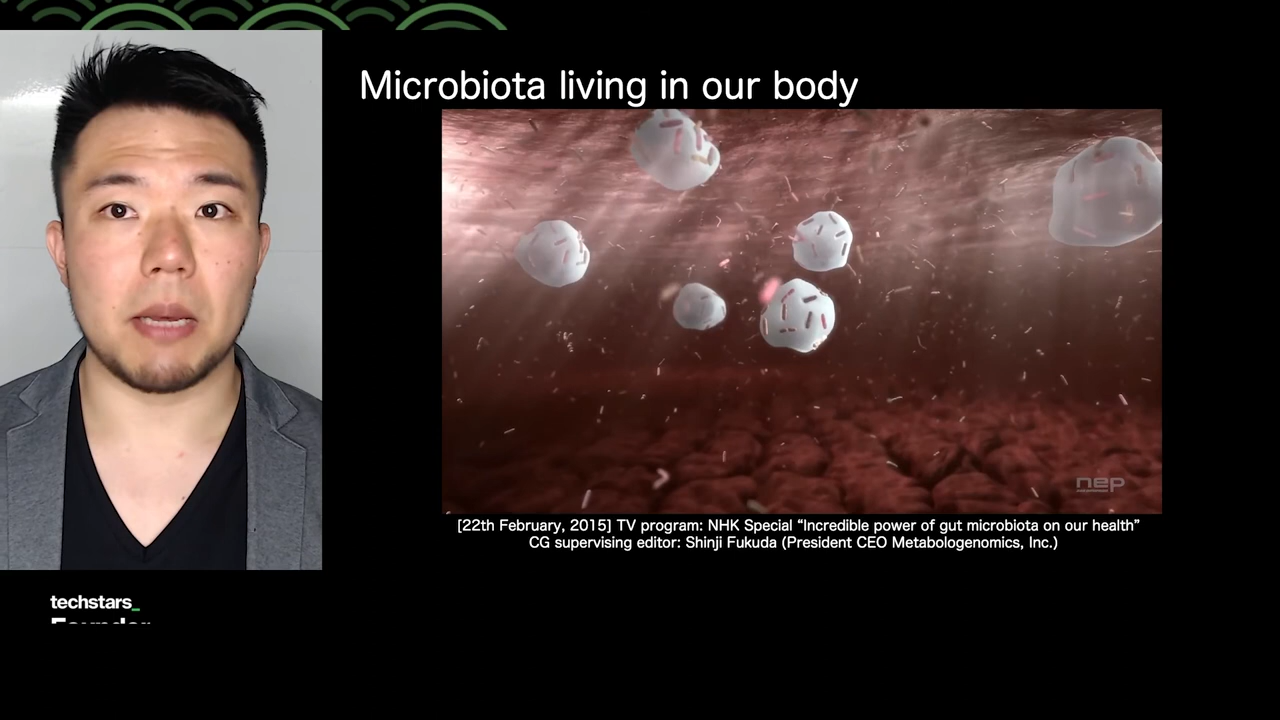 Microbiota living in our body
nep
[22th February, 2015] TV program: NHK Special “Incredible power of gut microbiota on our health”
CG supervising editor: Shinji Fukuda (President CEO Metabologenomics, Inc.)
techstars_